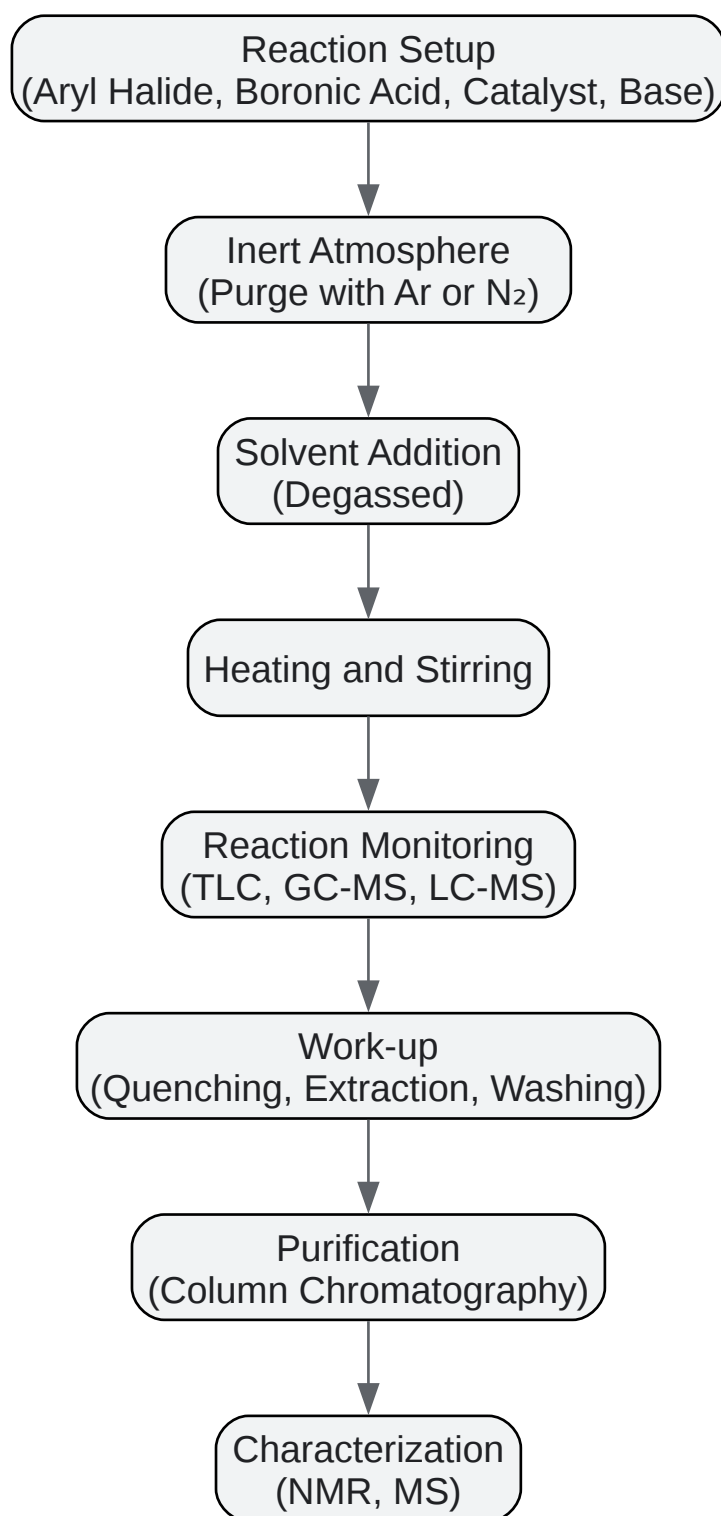 Reaction Setup
(Aryl Halide, Boronic Acid, Catalyst, Base)
Inert Atmosphere
(Purge with Ar or N₂)
Solvent Addition
(Degassed)
Heating and Stirring
Reaction Monitoring
(TLC, GC-MS, LC-MS)
Work-up
(Quenching, Extraction, Washing)
Purification
(Column Chromatography)
Characterization
(NMR, MS)